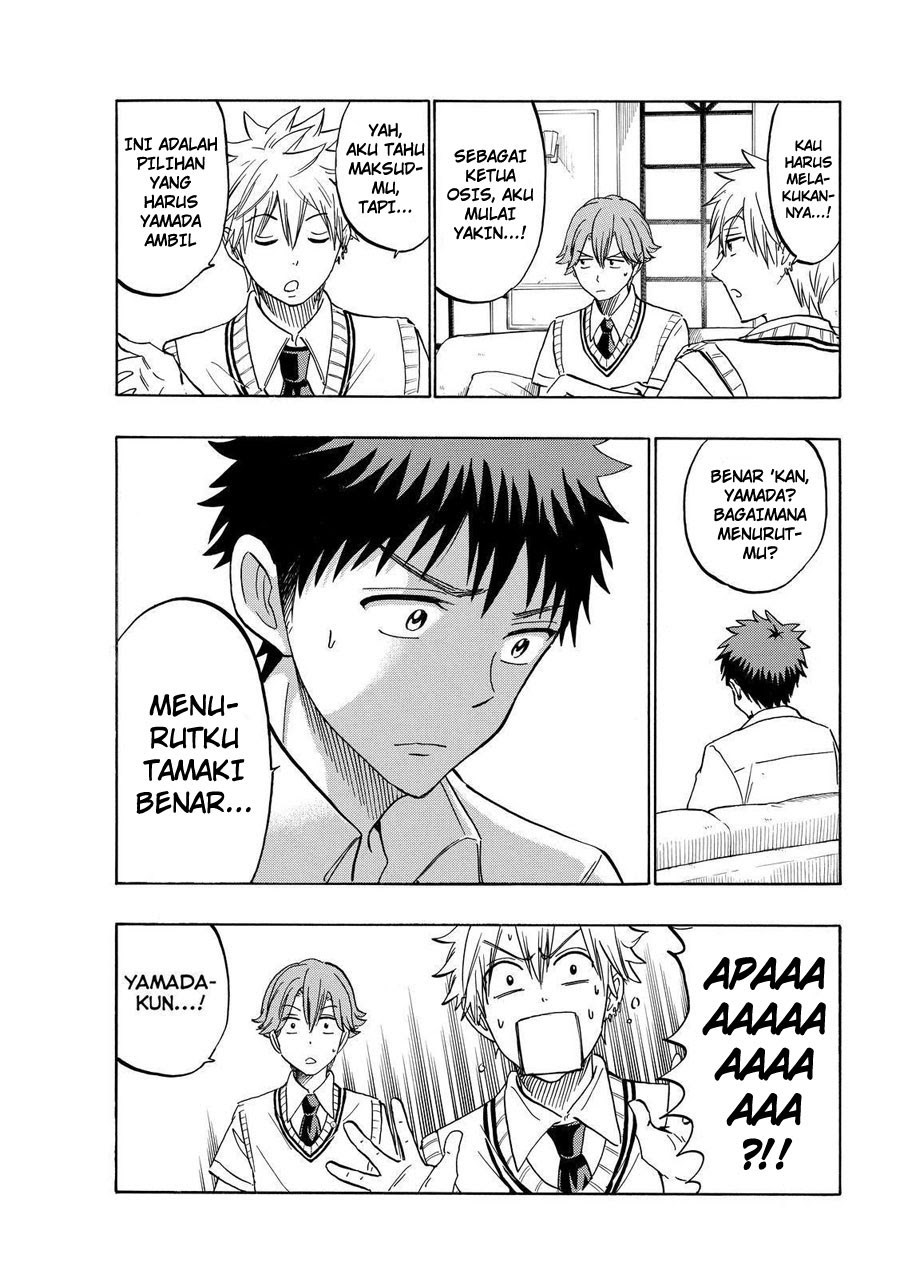 KAU
HARUS
MELA-
KUKAN-
NYA...!
SEBAGAI
KETUA
OSIS, AKU
MULAI
YAKIN...!
YAH,
AKU TAHU
MAKSUD-
MU,
TAPI...
INI ADALAH
PILIHAN
YANG
HARUS
YAMADA
AMBIL
BENAR 'KAN,
YAMADA?
BAGAIMANA
MENURUT-
MU?
MENU-
RUTKU
TAMAKI
BENAR...
APAAA
AAAAA
AAAA
AAA
?!!
YAMADA-
KUN...!